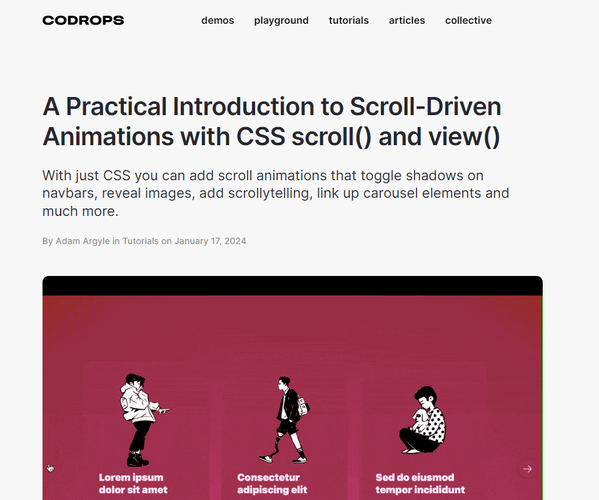 CODROPS
demos playground tutorials articles collective
A Practical Introduction to Scroll-Driven
Animations with CSS scroll() and view()
With just CSS you can add scroll animations that toggle shadows on
navbars, reveal images, add scrollytelling, link up carousel elements and
much more.
By Adam Argyle in Tutorials on January 17, 2024
Lorem ipsum
dolor sit amet
Consectetur
adipiscing elit
Sed do eiusmod
tempor incididunt